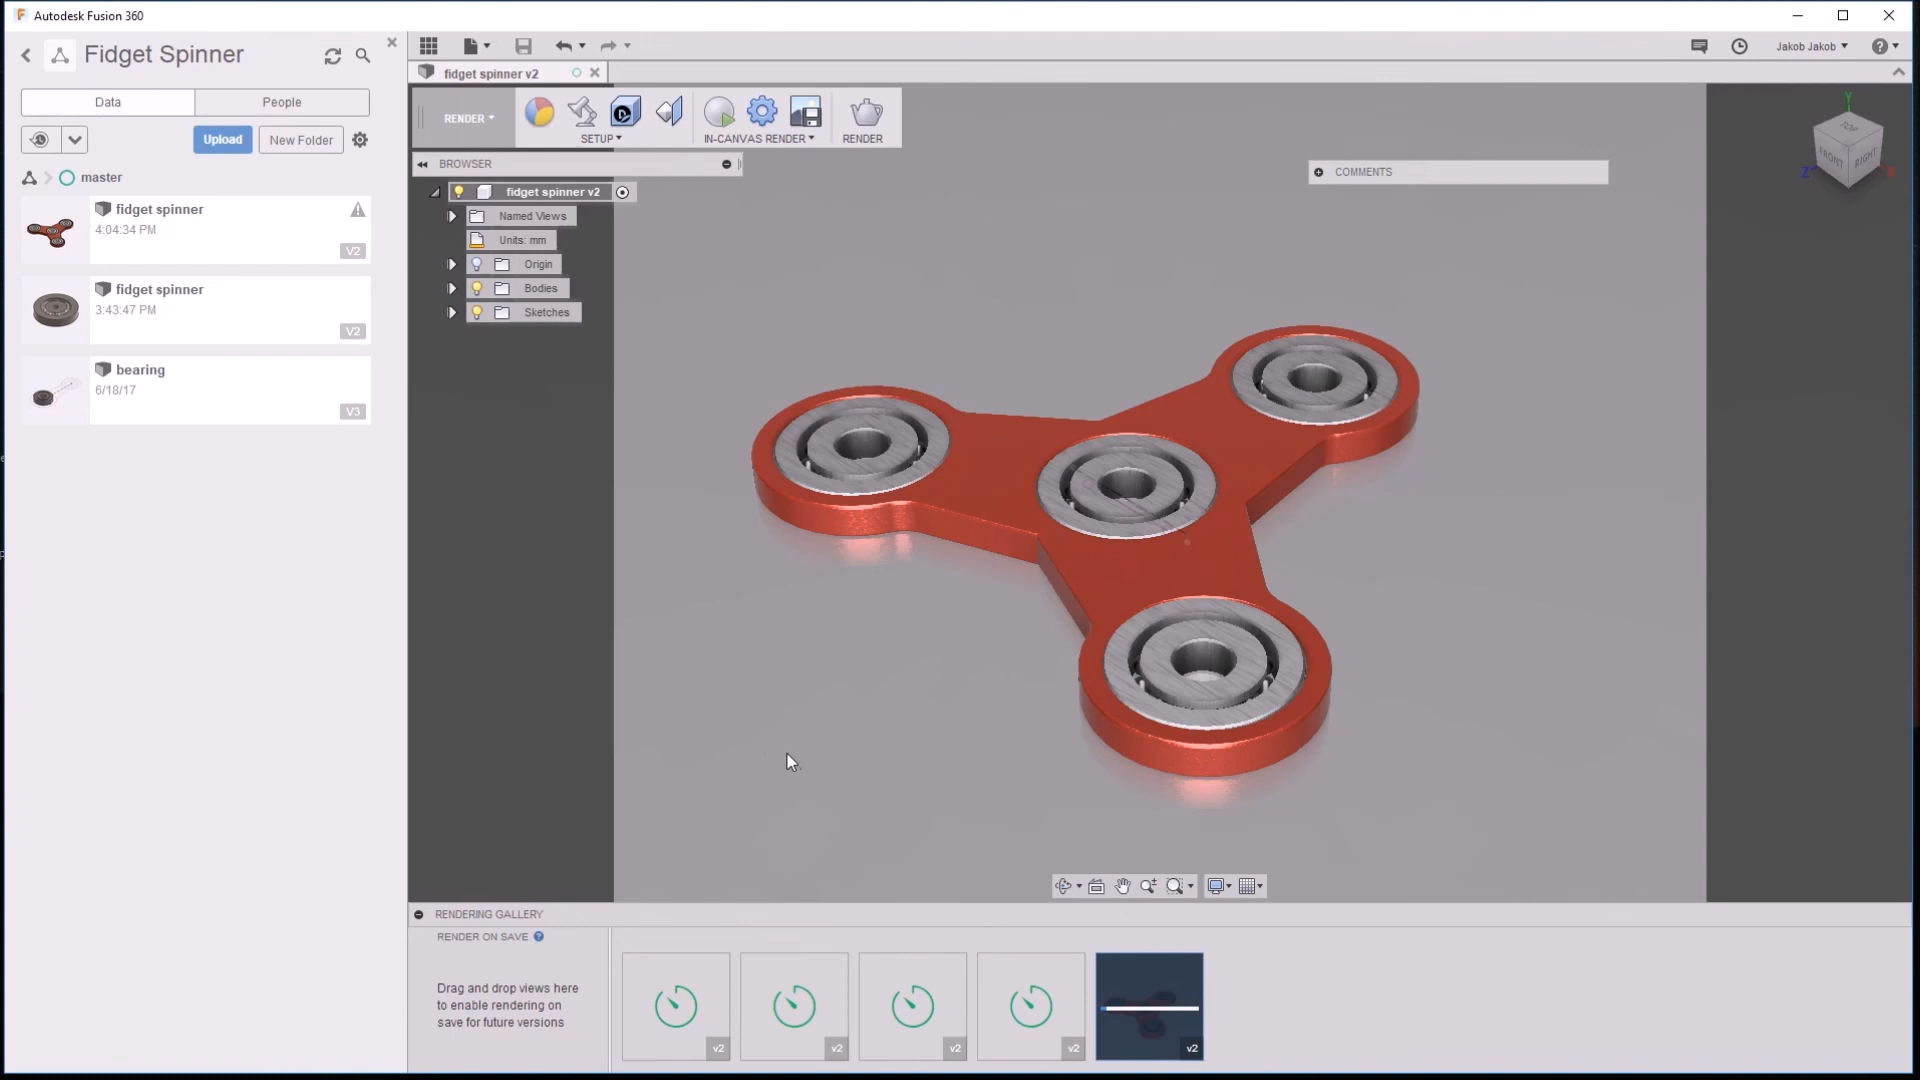 Autodesk Fusion 360
Fidget Spinner
Data People
Upload New Folder
master
fidget spinner
4:04:34 PM
V2
fidget spinner
3:43:47 PM
V2
bearing
6/18/17
V3
Jakob Jakob
fidget spinner v2
RENDER
SETUP
IN-CANVAS RENDER
RENDER
BROWSER
fidget spinner v2
Named Views
Units: mm
Origin
Bodies
Sketches
COMMENTS
Y
TOP
FRONT RIGHT
Z X
RENDERING GALLERY
RENDER ON SAVE
Drag and drop views here
to enable rendering on
save for future versions
v2 v2 v2 v2 v2